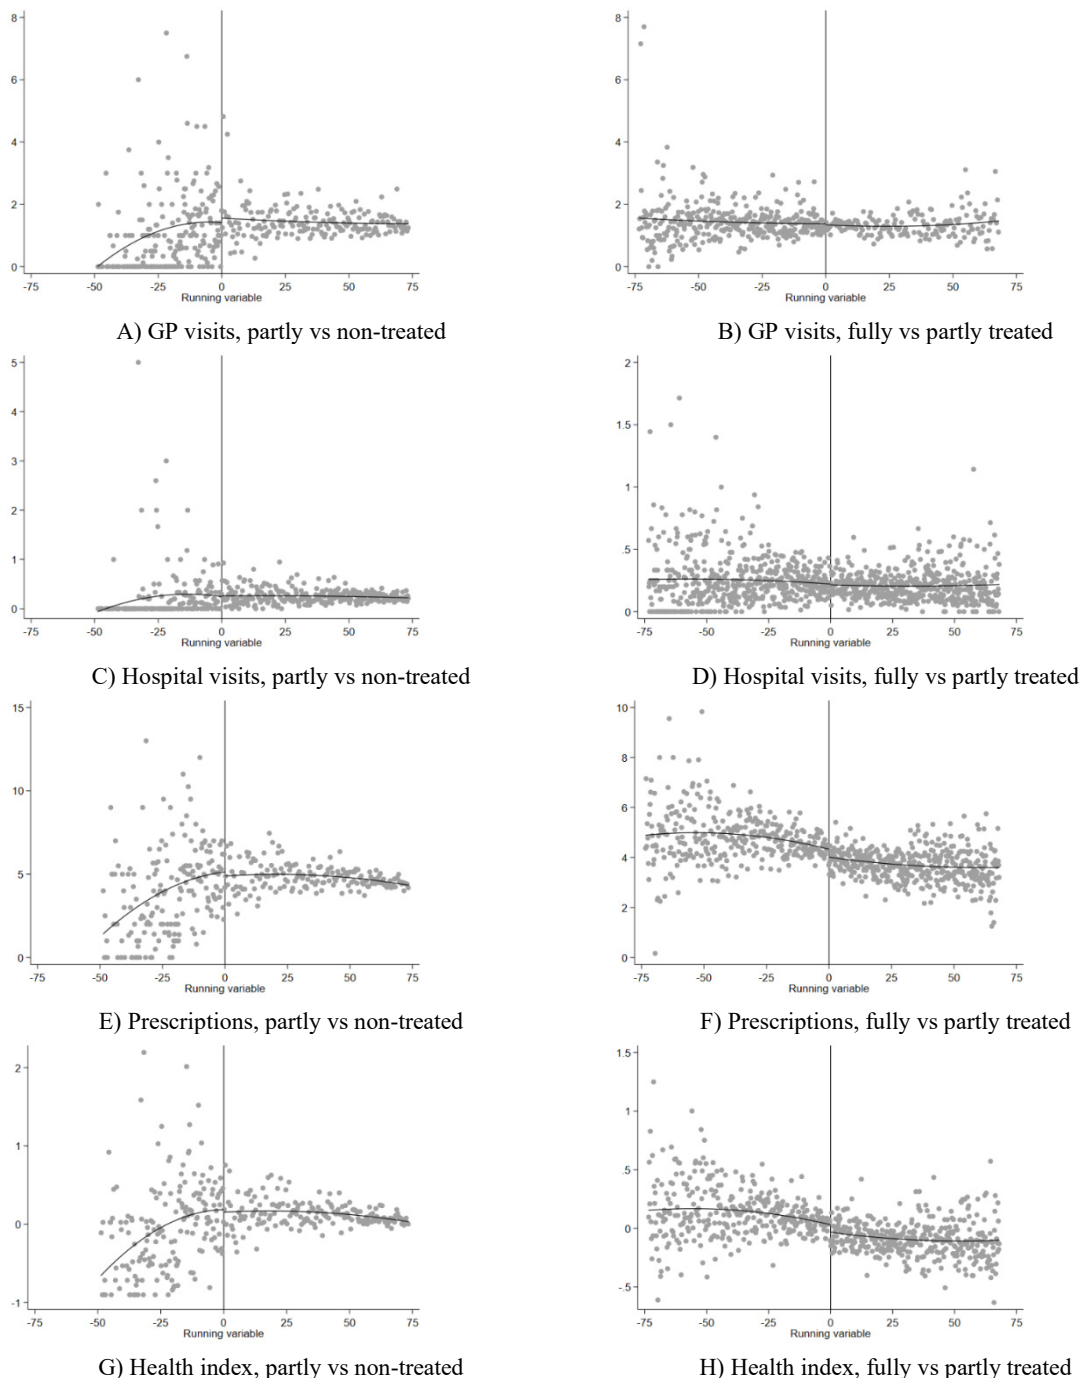 8
6
4
2
0
-75 -50 -25 0 25 50 75
Running variable
A) GP visits, partly vs non-treated
8
6
4
2
0
-75 -50 -25 0 25 50 75
Running variable
B) GP visits, fully vs partly treated
5
4
3
2
1
0
-75 -50 -25 0 25 50 75
Running variable
C) Hospital visits, partly vs non-treated
2
1.5
1
.5
0
-75 -50 -25 0 25 50 75
Running variable
D) Hospital visits, fully vs partly treated
15
10
5
0
-75 -50 -25 0 25 50 75
Running variable
E) Prescriptions, partly vs non-treated
10
8
6
4
2
0
-75 -50 -25 0 25 50 75
Running variable
F) Prescriptions, fully vs partly treated
2
1
0
-1
-75 -50 -25 0 25 50 75
Running variable
G) Health index, partly vs non-treated
1.5
1
.5
0
-.5
-75 -50 -25 0 25 50 75
Running variable
H) Health index, fully vs partly treated